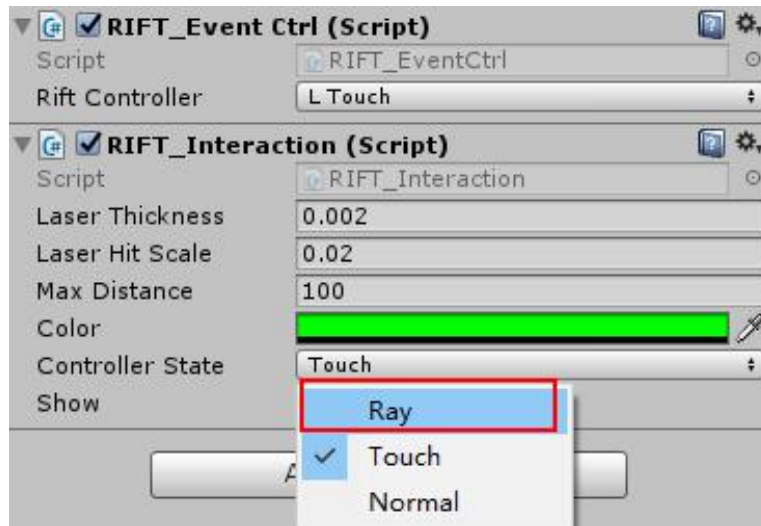 RIFT_Event Ctrl (Script)
Script RIFT_EventCtrl
Rift Controller L Touch
RIFT_Interaction (Script)
Script RIFT_Interaction
Laser Thickness 0.002
Laser Hit Scale 0.02
Max Distance 100
Color
Controller State Touch
Show Ray
Touch
Normal